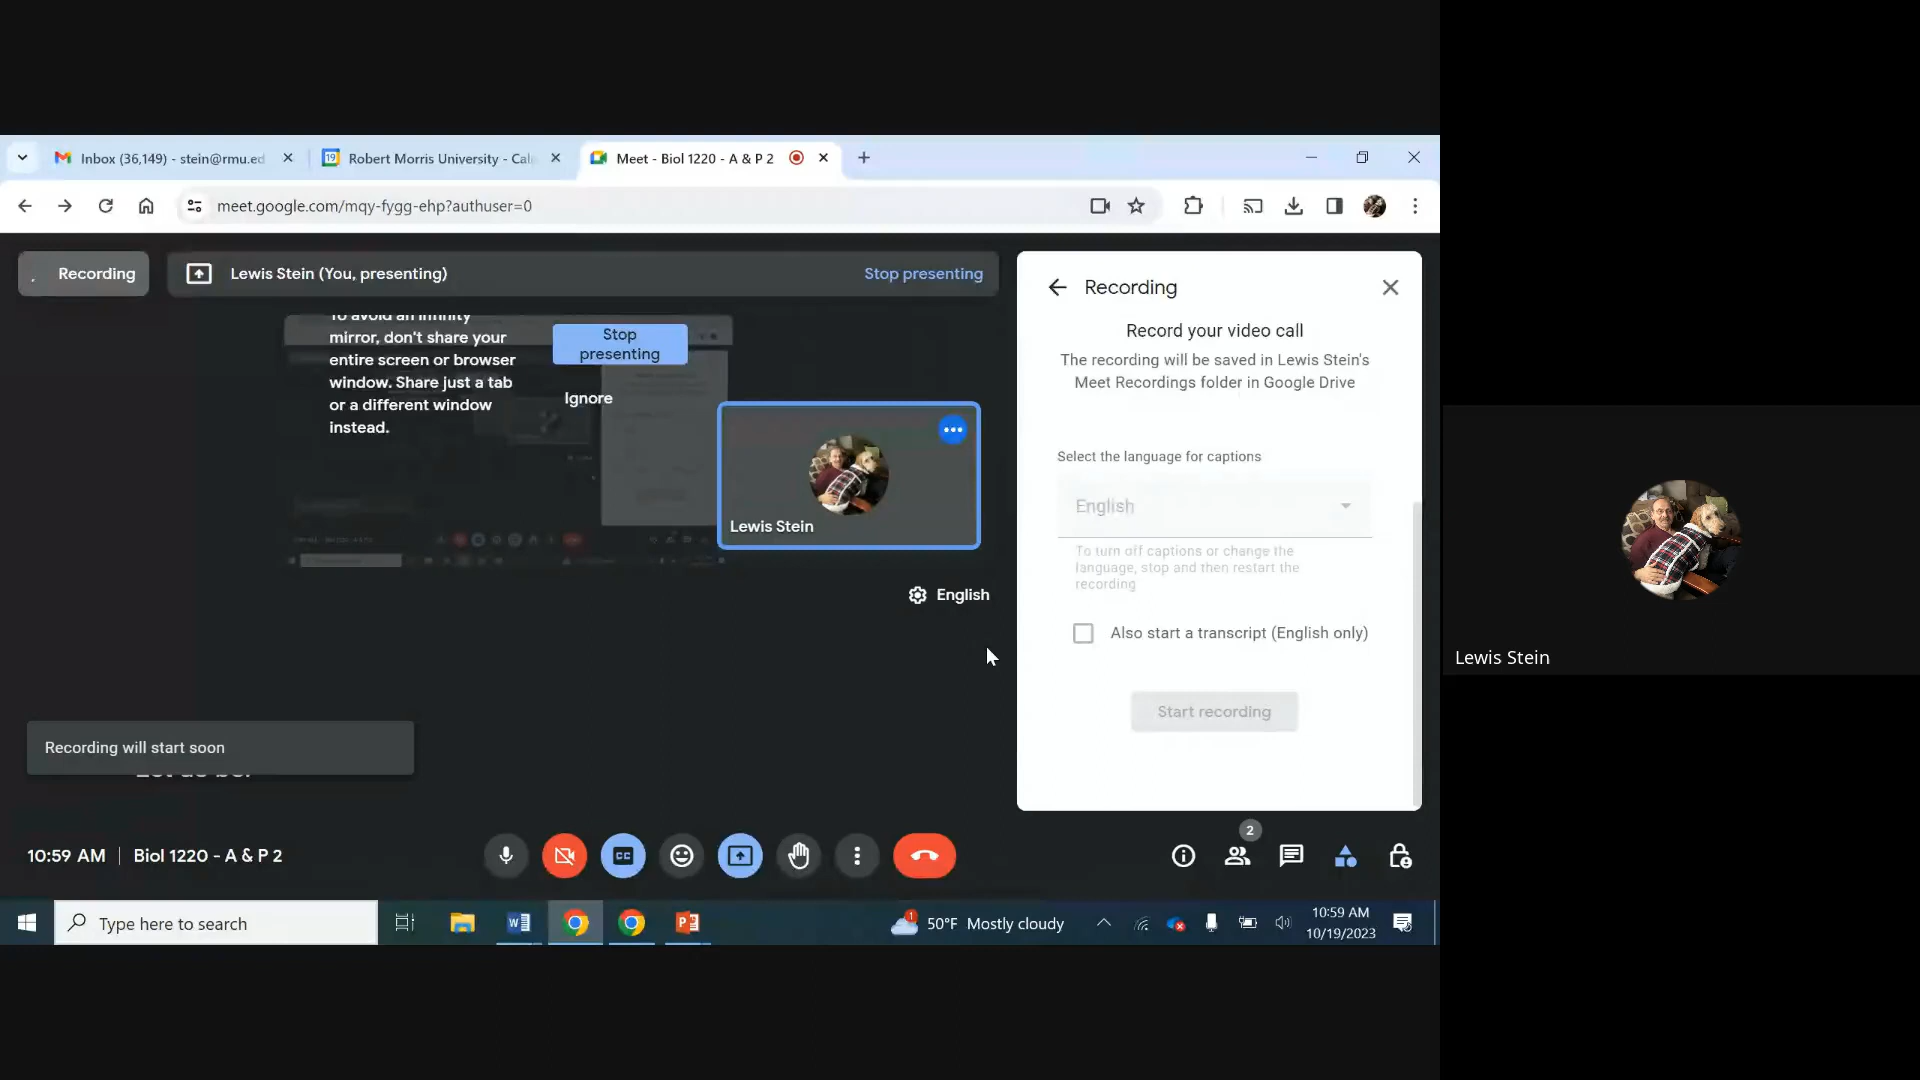 Inbox (36,149) - stein@rmu.ed
Robert Morris University - Cal
Meet - Biol 1220 - A & P 2
meet.google.com/mqy-fygg-ehp?authuser=0
Recording
Lewis Stein (You, presenting)
Stop presenting
To avoid an infinity
mirror, don't share your
entire screen or browser
window. Share just a tab
or a different window
instead.
Stop
presenting
Ignore
Lewis Stein
English
Recording will start soon
Recording
Record your video call
The recording will be saved in Lewis Stein's
Meet Recordings folder in Google Drive
Select the language for captions
English
To turn off captions or change the
language, stop and then restart the
recording
Also start a transcript (English only)
Start recording
Lewis Stein
10:59 AM
Biol 1220 - A & P 2
2
Type here to search
1
50°F Mostly cloudy
10:59 AM
10/19/2023